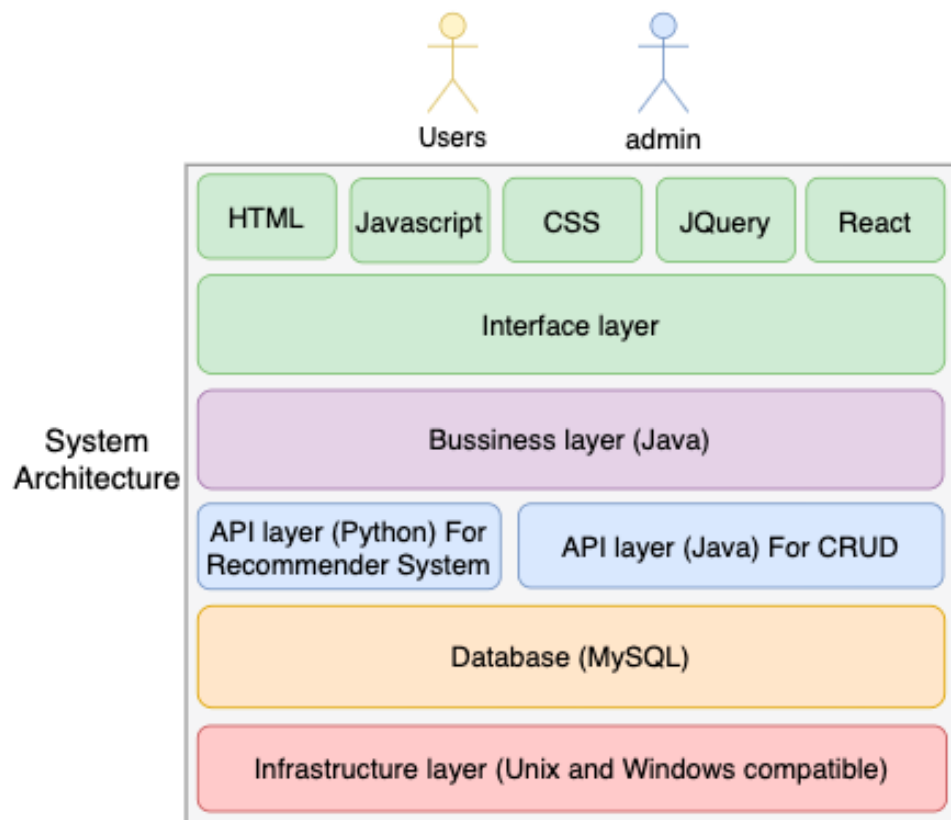 Users
admin
HTML
Javascript
CSS
JQuery
React
Interface layer
System
Architecture
Bussiness layer (Java)
API layer (Python) For
Recommender System
API layer (Java) For CRUD
Database (MySQL)
Infrastructure layer (Unix and Windows compatible)